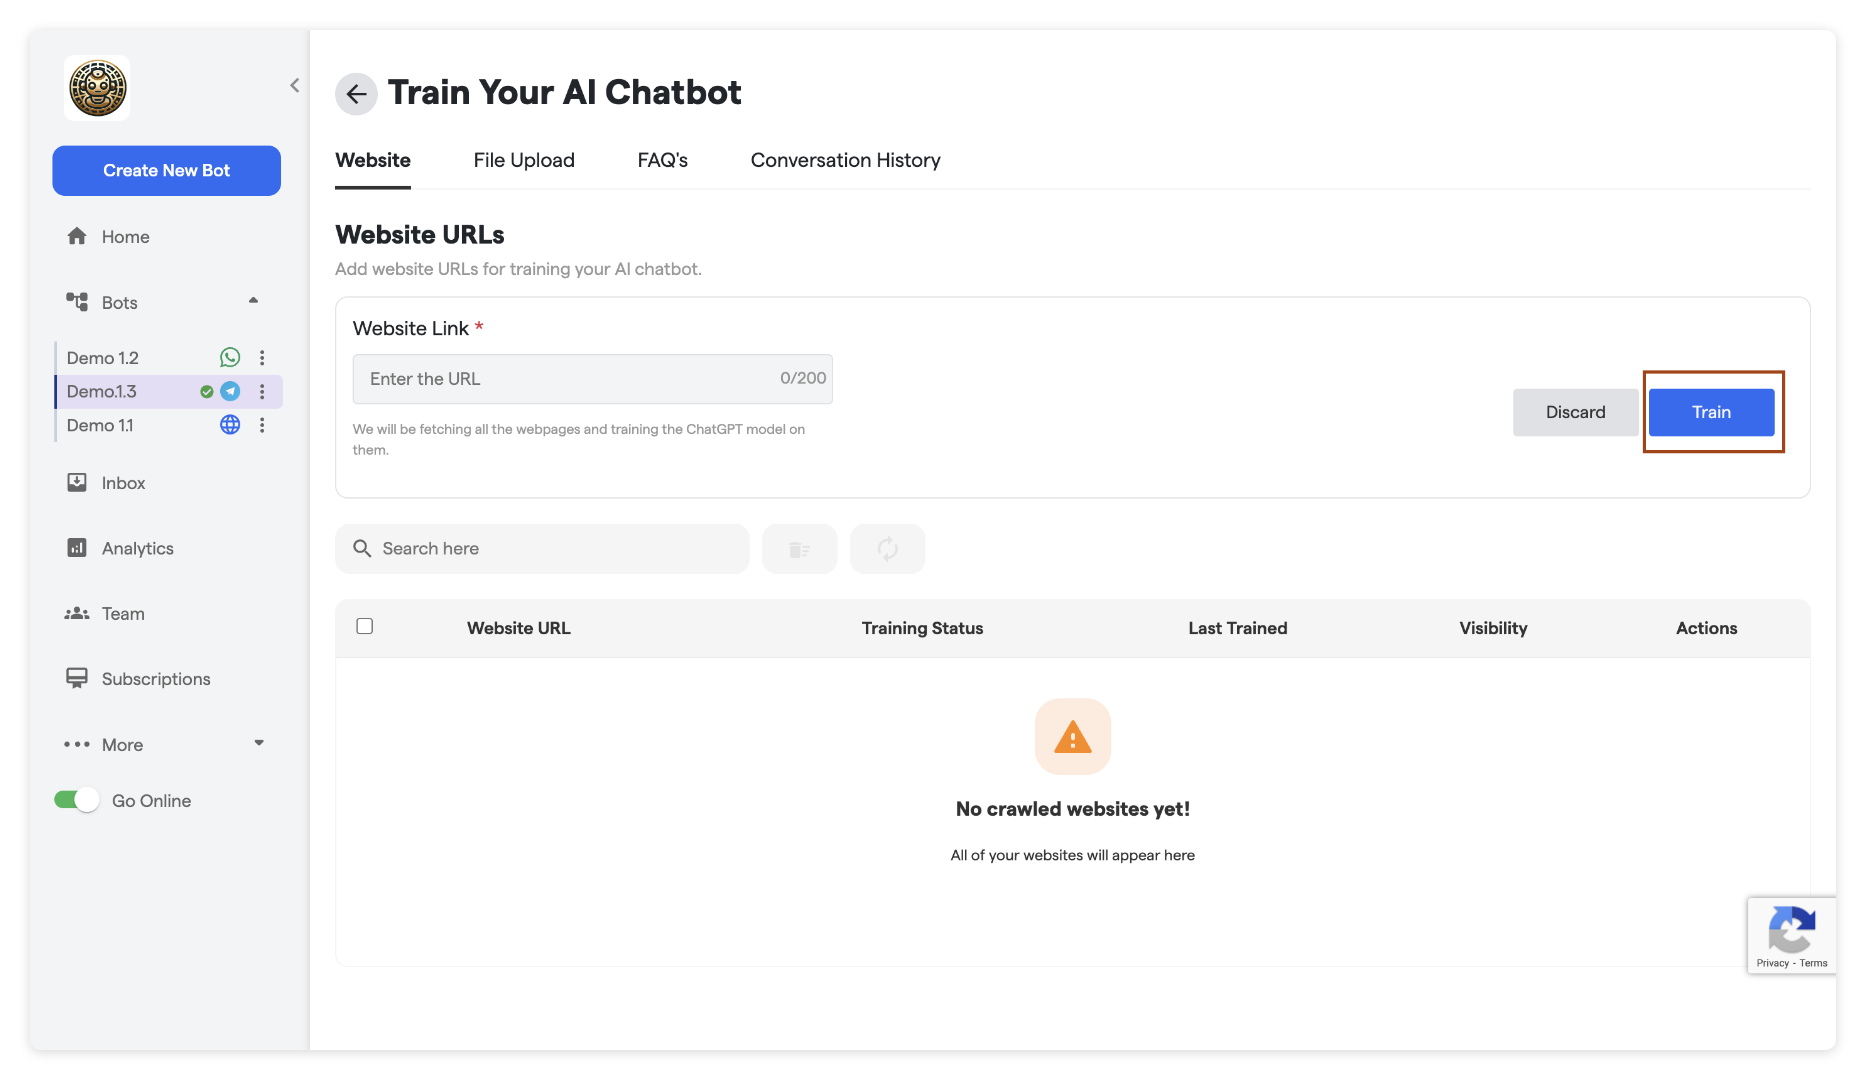 Create New Bot
Home
Bots
Demo 1.2
Demo.1.3
Demo 1.1
Inbox
Analytics
Team
Subscriptions
More
Go Online
Train Your AI Chatbot
Website
File Upload
FAQ's
Conversation History
Website URLs
Add website URLs for training your AI chatbot.
Website Link *
Enter the URL
0/200
We will be fetching all the webpages and training the ChatGPT model on
them.
Discard
Train
Search here
Website URL
Training Status
Last Trained
Visibility
Actions
No crawled websites yet!
All of your websites will appear here
Privacy - Terms